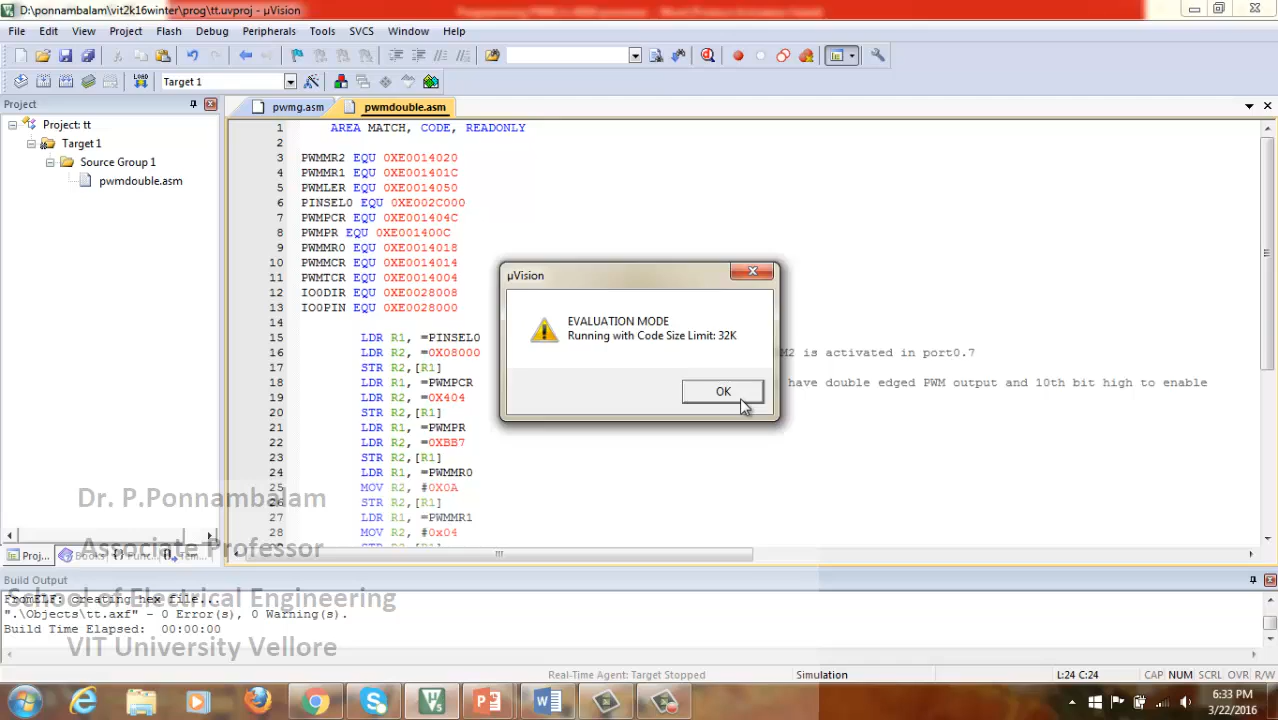 D:\ponnambalam\vit2k16winter\prog\tt.uvproj - µVision
File Edit View Project Flash Debug Peripherals Tools SVCS Window Help
LOAD Target 1
Project
pwmg.asm pwmdouble.asm
Project: tt
Target 1
Source Group 1
pwmdouble.asm
1 AREA MATCH, CODE, READONLY
2
3 PWMMR2 EQU 0XE0014020
4 PWMMR1 EQU 0XE001401C
5 PWMLER EQU 0XE0014050
6 PINSEL0 EQU 0XE002C000
7 PWMPCR EQU 0XE001404C
8 PWMPR EQU 0XE001400C
9 PWMMR0 EQU 0XE0014018
10 PWMMCR EQU 0XE0014014
11 PWMTCR EQU 0XE0014004
12 IO0DIR EQU 0XE0028008
13 IO0PIN EQU 0XE0028000
14
15 LDR R1, =PINSEL0
16 LDR R2, =0X08000 M2 is activated in port0.7
17 STR R2,[R1]
18 LDR R1, =PWMPCR have double edged PWM output and 10th bit high to enable
19 LDR R2, =0X404
20 STR R2,[R1]
21 LDR R1, =PWMPR
22 LDR R2, =0XBB7
23 STR R2,[R1]
24 LDR R1, =PWMMR0
25 MOV R2, #0X0A
26 STR R2,[R1]
27 LDR R1, =PWMMR1
28 MOV R2, #0x04
µVision
EVALUATION MODE
Running with Code Size Limit: 32K
OK
Dr. P.Ponnambalam
Associate Professor
School of Electrical Engineering
VIT University Vellore
Proj... Books {} Func...
Build Output
FromELF: creating hex file...
".\Objects\tt.axf" - 0 Error(s), 0 Warning(s).
Build Time Elapsed: 00:00:00
Real-Time Agent: Target Stopped Simulation L:24 C:24 CAP NUM SCRL OVR R/W
6:33 PM
3/22/2016